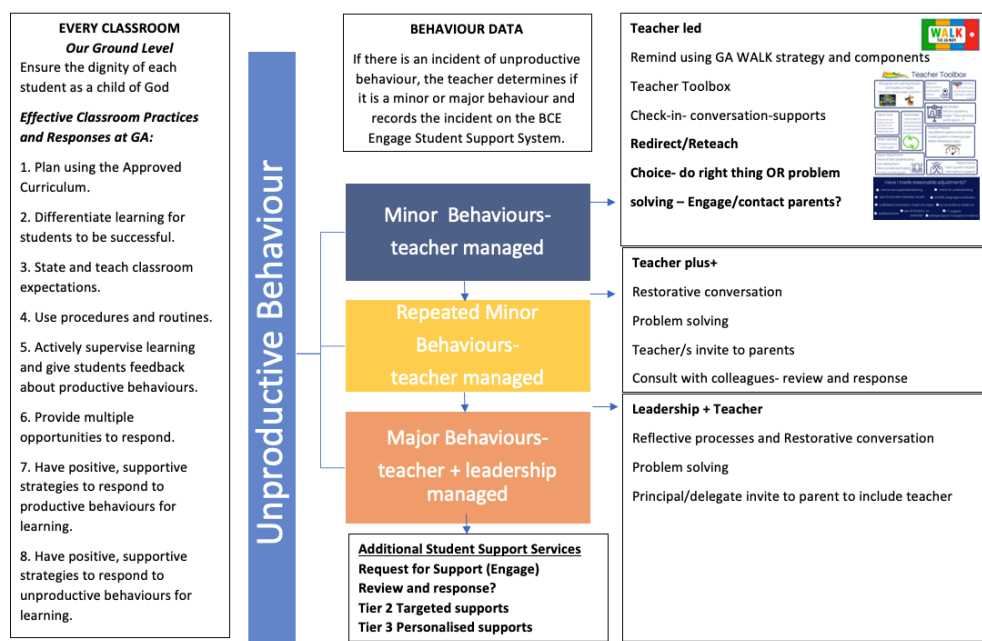 EVERY CLASSROOM
Our Ground Level
Ensure the dignity of each
student as a child of God
Effective Classroom Practices
and Responses at GA:
1. Plan using the Approved
Curriculum.
2. Differentiate learning for
students to be successful.
3. State and teach classroom
expectations.
4. Use procedures and routines.
5. Actively supervise learning
and give students feedback
about productive behaviours.
6. Provide multiple
opportunities to respond.
7. Have positive, supportive
strategies to respond to
productive behaviours for
learning.
8. Have positive, supportive
strategies to respond to
unproductive behaviours for
learning.
Unproductive Behaviour
BEHAVIOUR DATA
If there is an incident of unproductive
behaviour, the teacher determines if
it is a minor or major behaviour and
records the incident on the BCE
Engage Student Support System.
Minor Behaviours-
teacher managed
Repeated Minor
Behaviours-
teacher managed
Major Behaviours-
teacher + leadership
managed
Additional Student Support Services
Request for Support (Engage)
Review and response?
Tier 2 Targeted supports
Tier 3 Personalised supports
Teacher led
Remind using GA WALK strategy and components
Teacher Toolbox
Check-in- conversation-supports
Redirect/Reteach
Choice- do right thing OR problem
solving – Engage/contact parents?
WALK
THE GA WAY
Teacher Toolbox
Have I made reasonable adjustments?
Teacher plus+
Restorative conversation
Problem solving
Teacher/s invite to parents
Consult with colleagues- review and response
Leadership + Teacher
Reflective processes and Restorative conversation
Problem solving
Principal/delegate invite to parent to include teacher